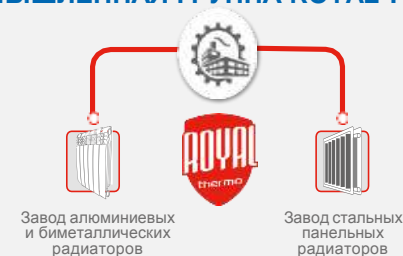 ROYAL
thermo
Завод алюминиевых
и биметаллических
радиаторов
Завод стальных
панельных
радиаторов